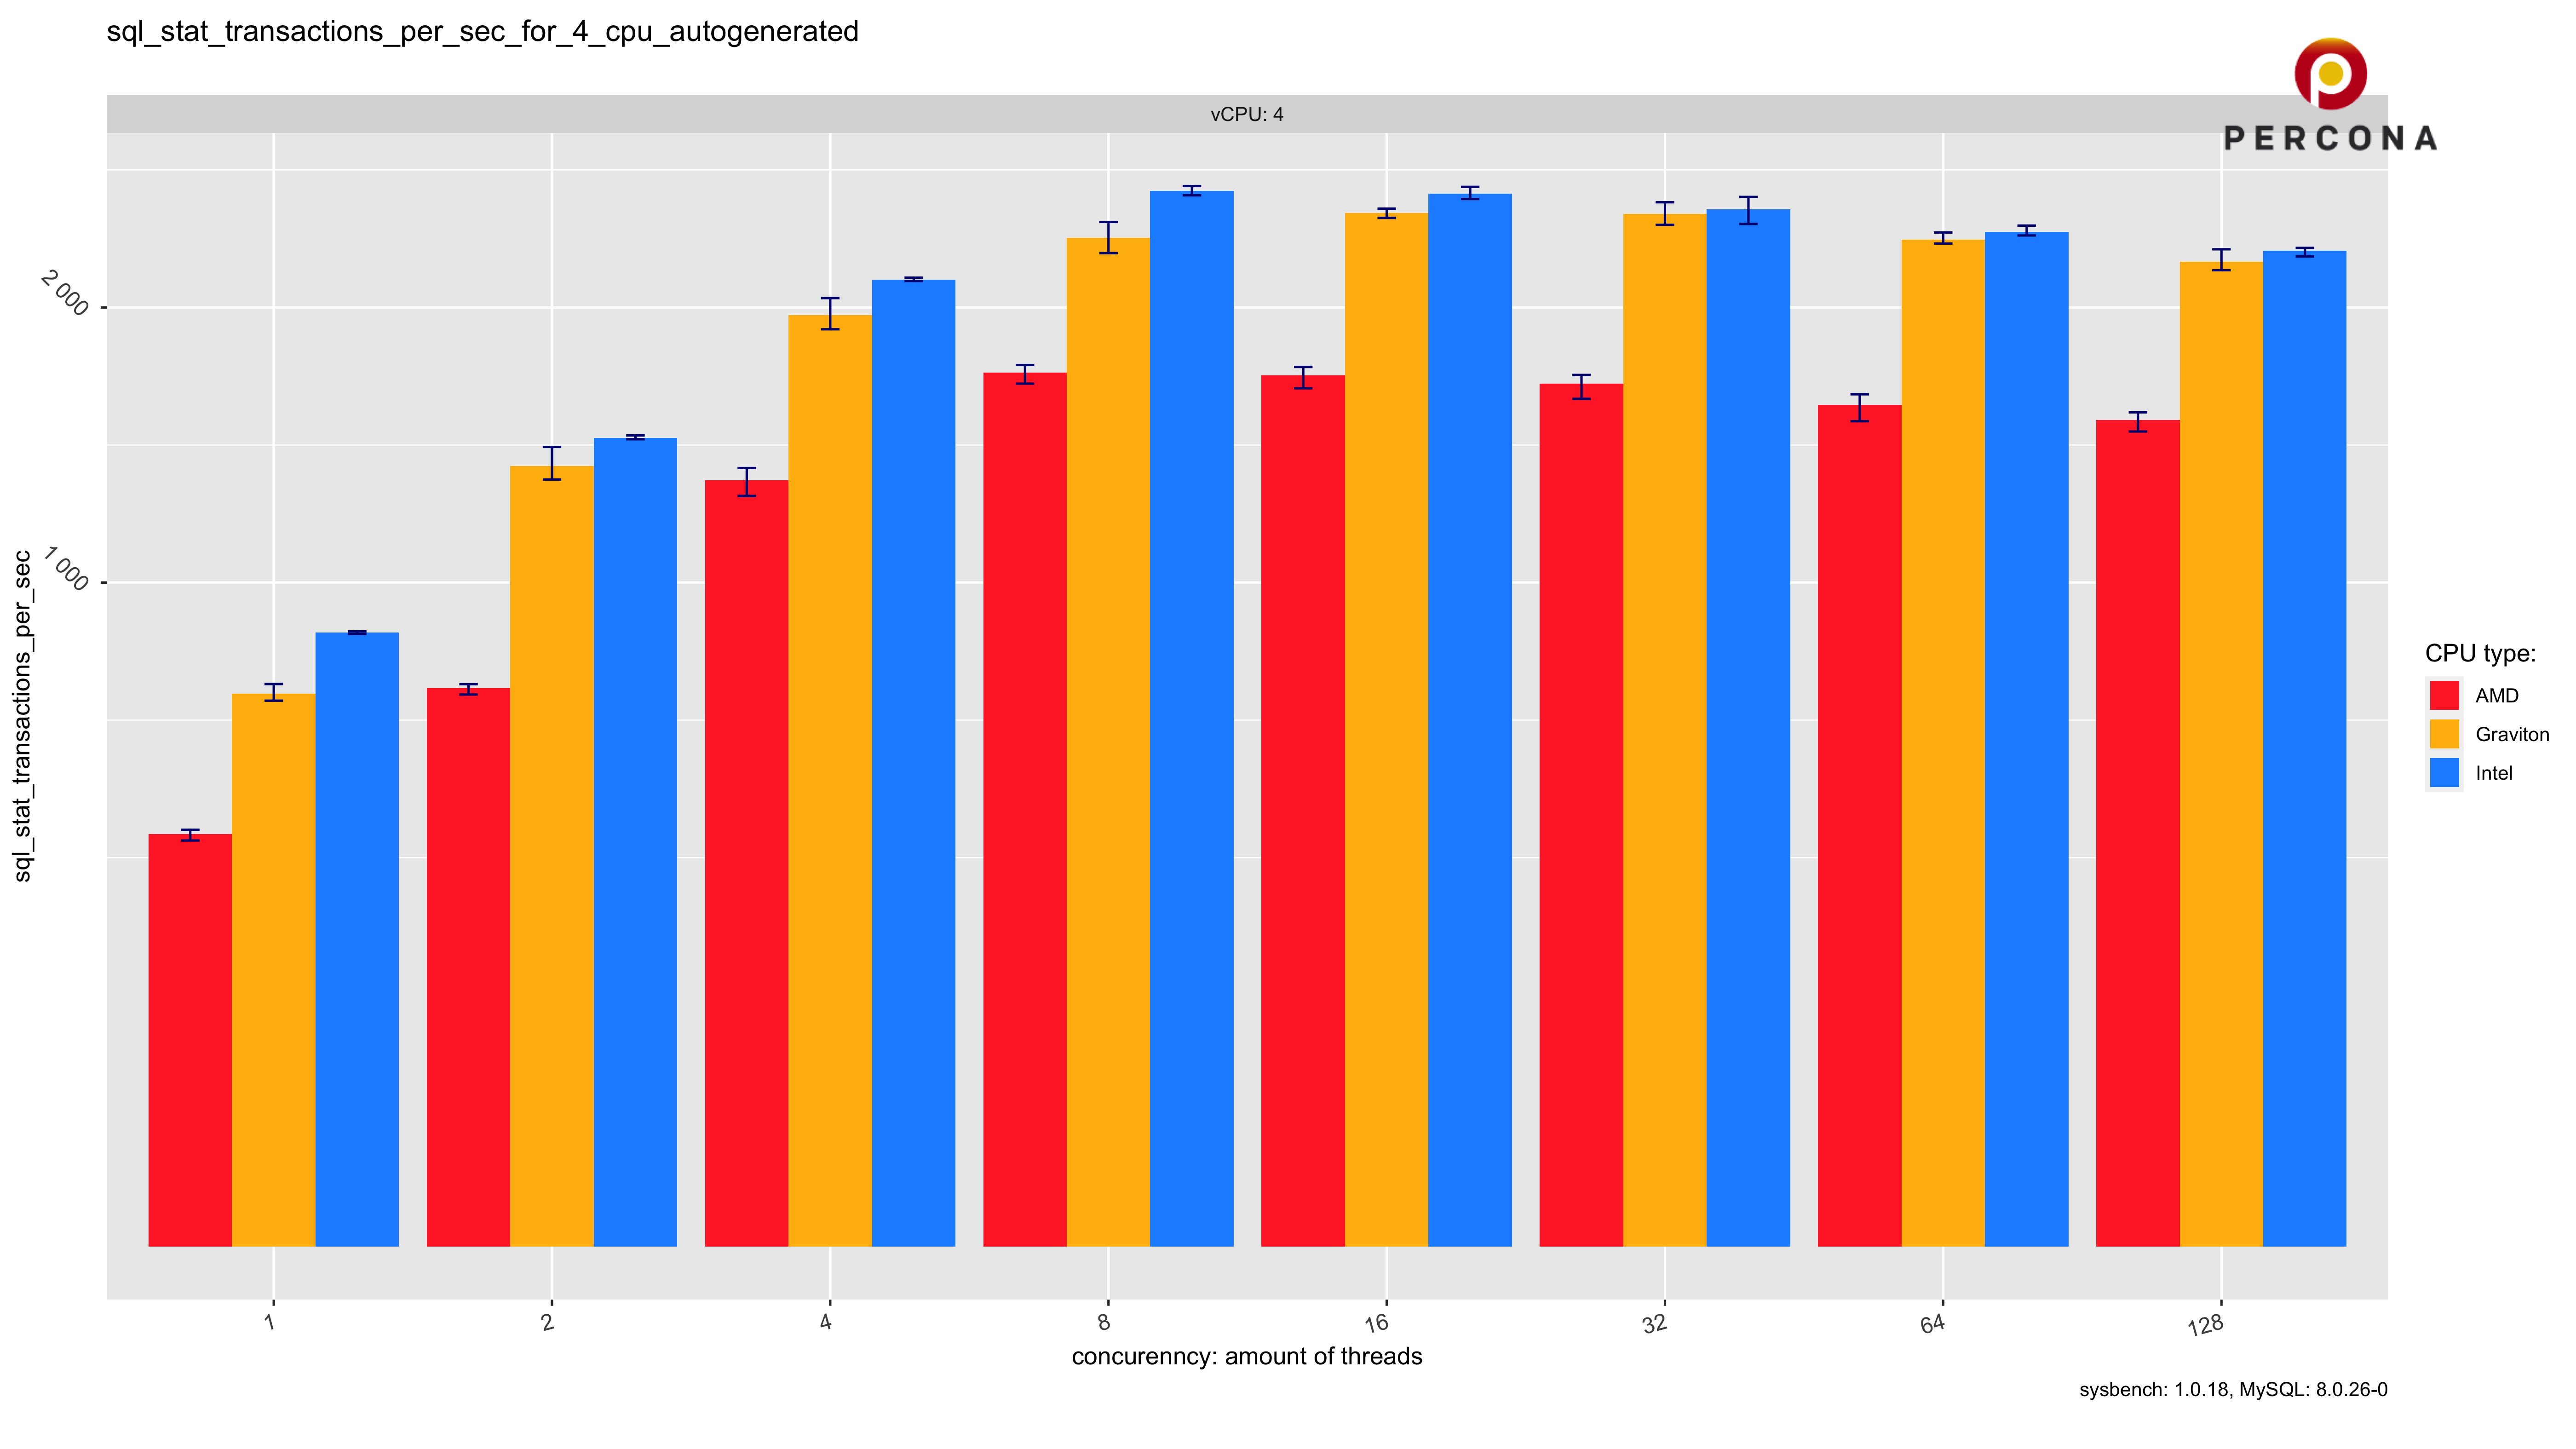 sql_stat_transactions_per_sec_for_4_cpu_autogenerated
PERCONA
vCPU: 4
2 000
1 000
sql_stat_transactions_per_sec
CPU type:
AMD
Graviton
Intel
1 2 4 8 16 32 64 128
concurenncy: amount of threads
sysbench: 1.0.18, MySQL: 8.0.26-0